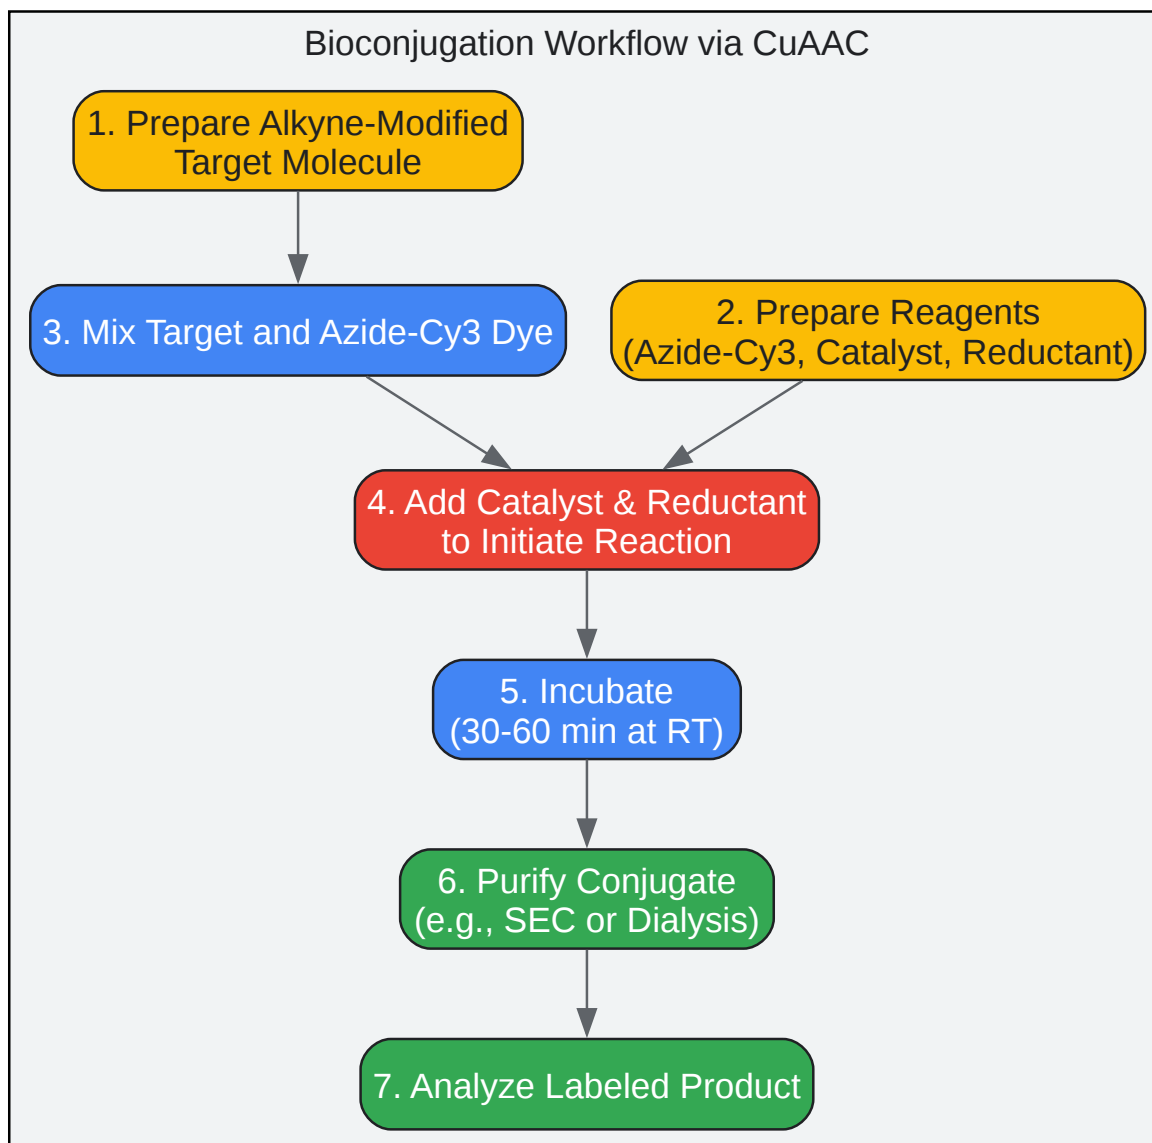 Bioconjugation Workflow via CuAAC
1. Prepare Alkyne-Modified
Target Molecule
3. Mix Target and Azide-Cy3 Dye
2. Prepare Reagents
(Azide-Cy3, Catalyst, Reductant)
4. Add Catalyst & Reductant
to Initiate Reaction
5. Incubate
(30-60 min at RT)
6. Purify Conjugate
(e.g., SEC or Dialysis)
7. Analyze Labeled Product